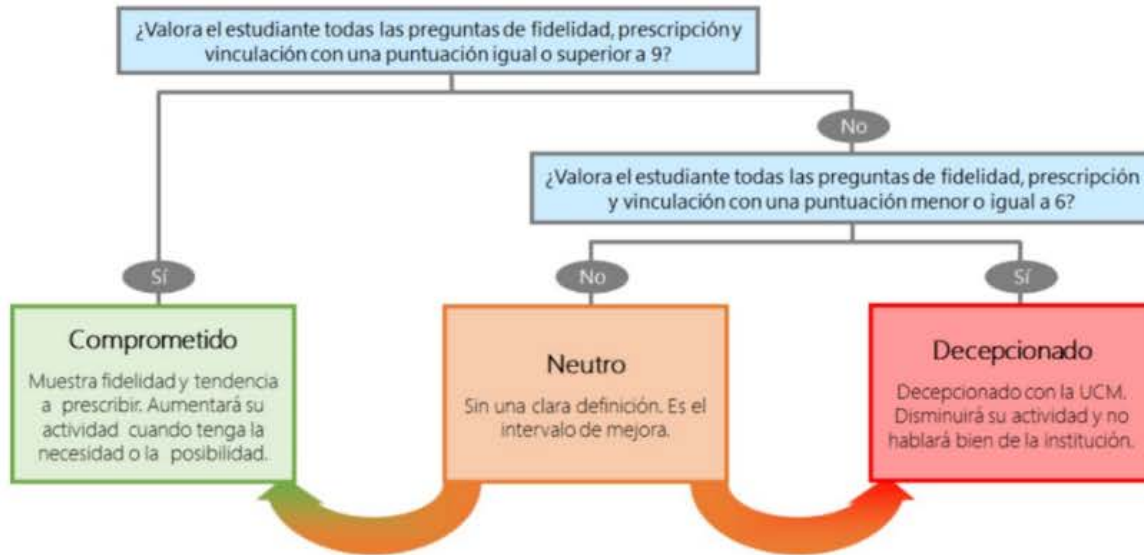 ¿Valora el estudiante todas las preguntas de fidelidad, prescripción y
vinculación con una puntuación igual o superior a 9?
No
¿Valora el estudiante todas las preguntas de fidelidad, prescripción
y vinculación con una puntuación menor o igual a 6?
Sí
No
Sí
Comprometido
Muestra fidelidad y tendencia
a prescribir. Aumentará su
actividad cuando tenga la
necesidad o la posibilidad.
Neutro
Sin una clara definición. Es el
intervalo de mejora.
Decepcionado
Decepcionado con la UCM.
Disminuirá su actividad y no
hablará bien de la institución.